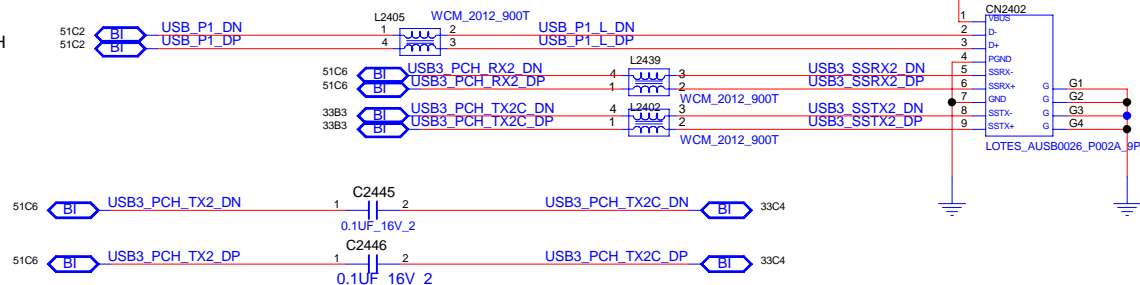 CN2402
L2405 WCM_2012_900T
51C2 BI USB_P1_DN 1 2 USB_P1_L_DN 1 VBUS
H 51C2 BI USB_P1_DP 4 3 USB_P1_L_DP 2 D-
3 D+
L2439 4 PGND
51C6 BI USB3_PCH_RX2_DN 4 3 USB3_SSRX2_DN 5 SSRX-
51C6 BI USB3_PCH_RX2_DP 1 2 USB3_SSRX2_DP 6 SSRX+ G G1
WCM_2012_900T 7 GND G G2
L2402
33B3 BI USB3_PCH_TX2C_DN 4 3 USB3_SSTX2_DN 8 SSTX- G G3
33B3 BI USB3_PCH_TX2C_DP 1 2 USB3_SSTX2_DP 9 SSTX+ G G4
WCM_2012_900T LOTES_AUSB0026_P002A_9P
C2445
51C6 BI USB3_PCH_TX2_DN 1 2 USB3_PCH_TX2C_DN BI 33C4
0.1UF_16V_2
C2446
51C6 BI USB3_PCH_TX2_DP 1 2 USB3_PCH_TX2C_DP BI 33C4
0.1UF_16V_2